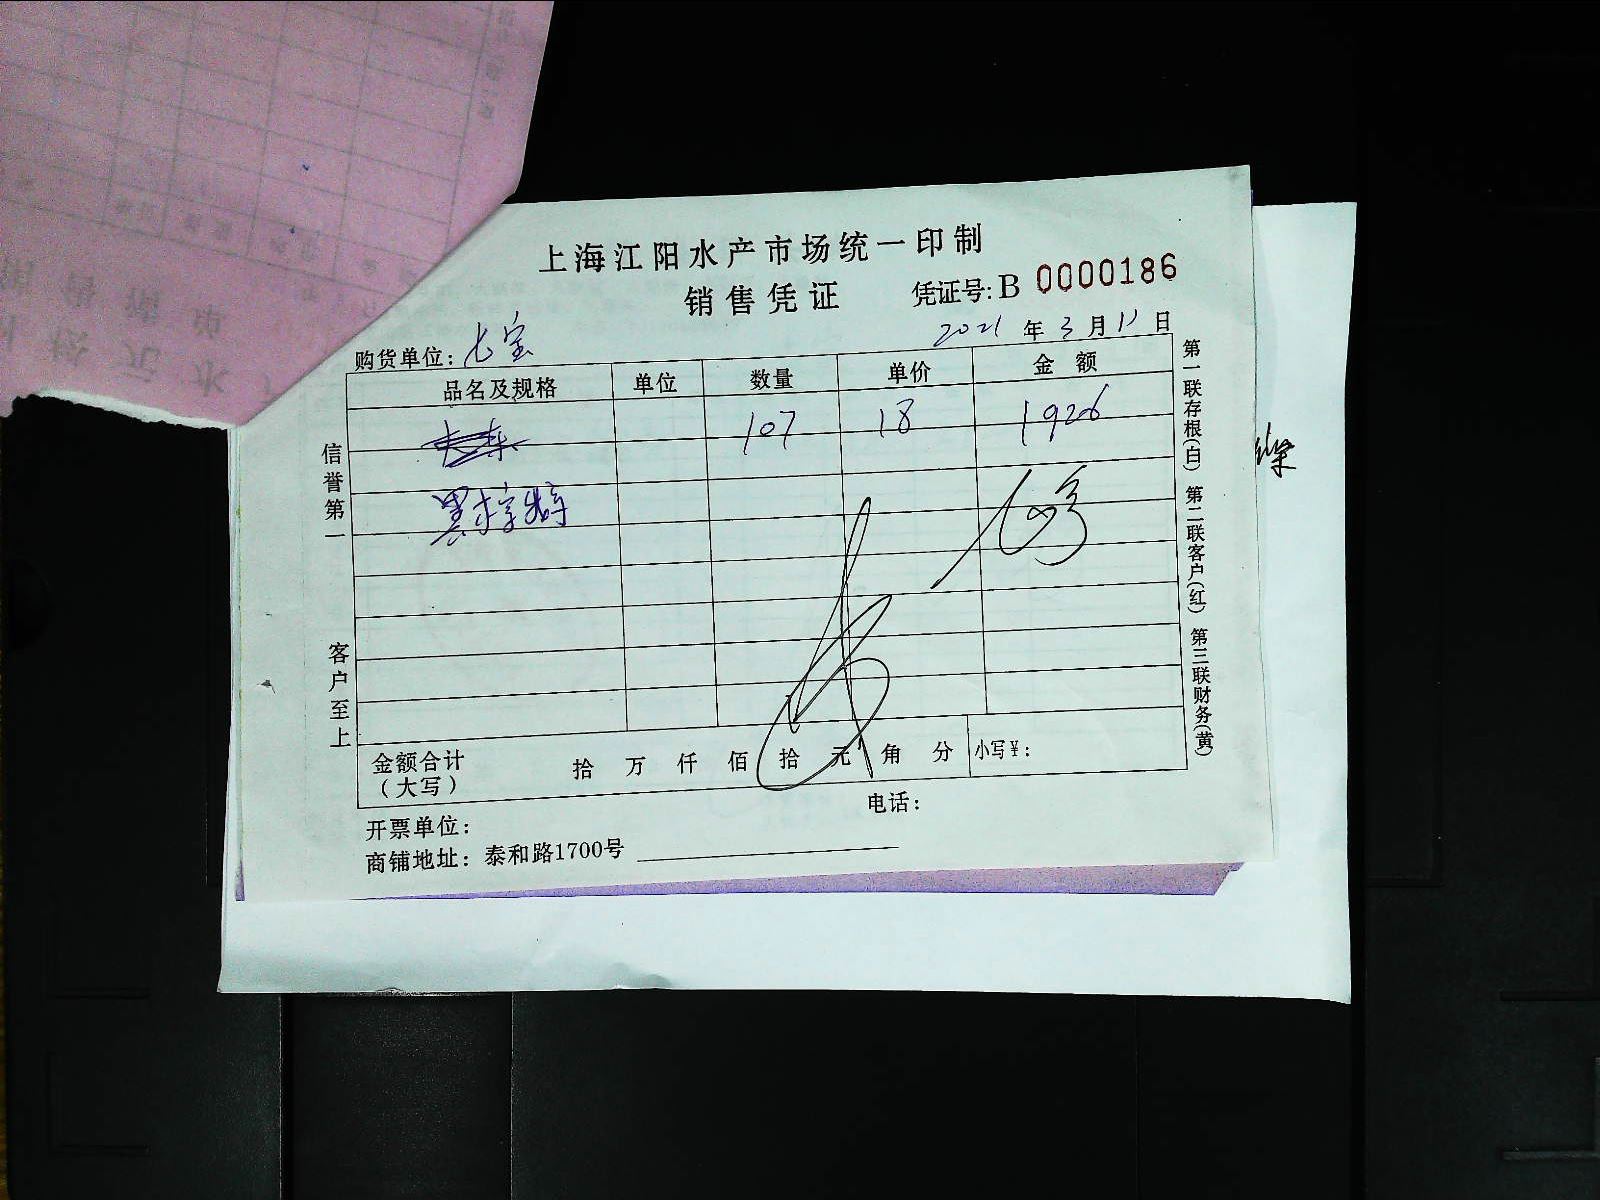 上海江阳水产市场统一印制
销售凭证
凭证号: B 0000186
购货单位: 七宝
2021 年 3 月 11 日
品名及规格 单位 数量 单价 金额
107 18 1926
金额合计(大写) 拾 万 仟 佰 拾 元 角 分 小写¥:
开票单位: 电话:
商铺地址: 泰和路1700号
信誉第一
客户至上
第一联存根(白) 第二联客户(红) 第三联财务(黄)